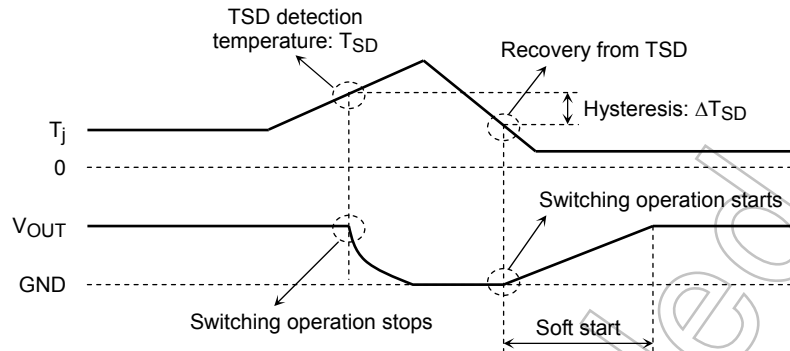 TSD detection
temperature: TSD
Recovery from TSD
Hysteresis: ΔTSD
Tj
0
Switching operation starts
VOUT
GND
Switching operation stops
Soft start